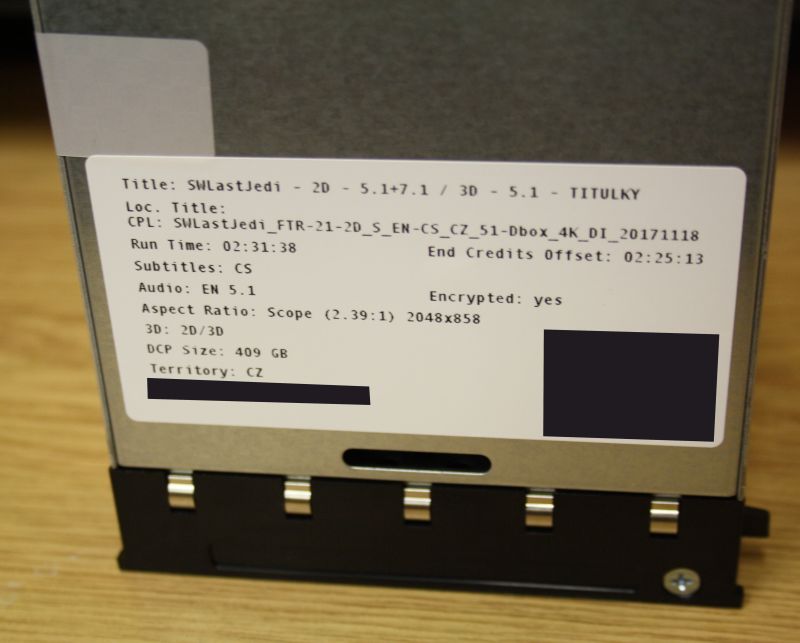 Title: SWLastJedi - 2D - 5.1+7.1 / 3D - 5.1 - TITULKY
Loc. Title:
CPL: SWLastJedi_FTR-21-2D_S_EN-CS_CZ_51-Dbox_4K_DI_20171118
Run Time: 02:31:38 End Credits Offset: 02:25:13
Subtitles: CS
Audio: EN 5.1 Encrypted: yes
Aspect Ratio: Scope (2.39:1) 2048x858
3D: 2D/3D
DCP Size: 409 GB
Territory: CZ